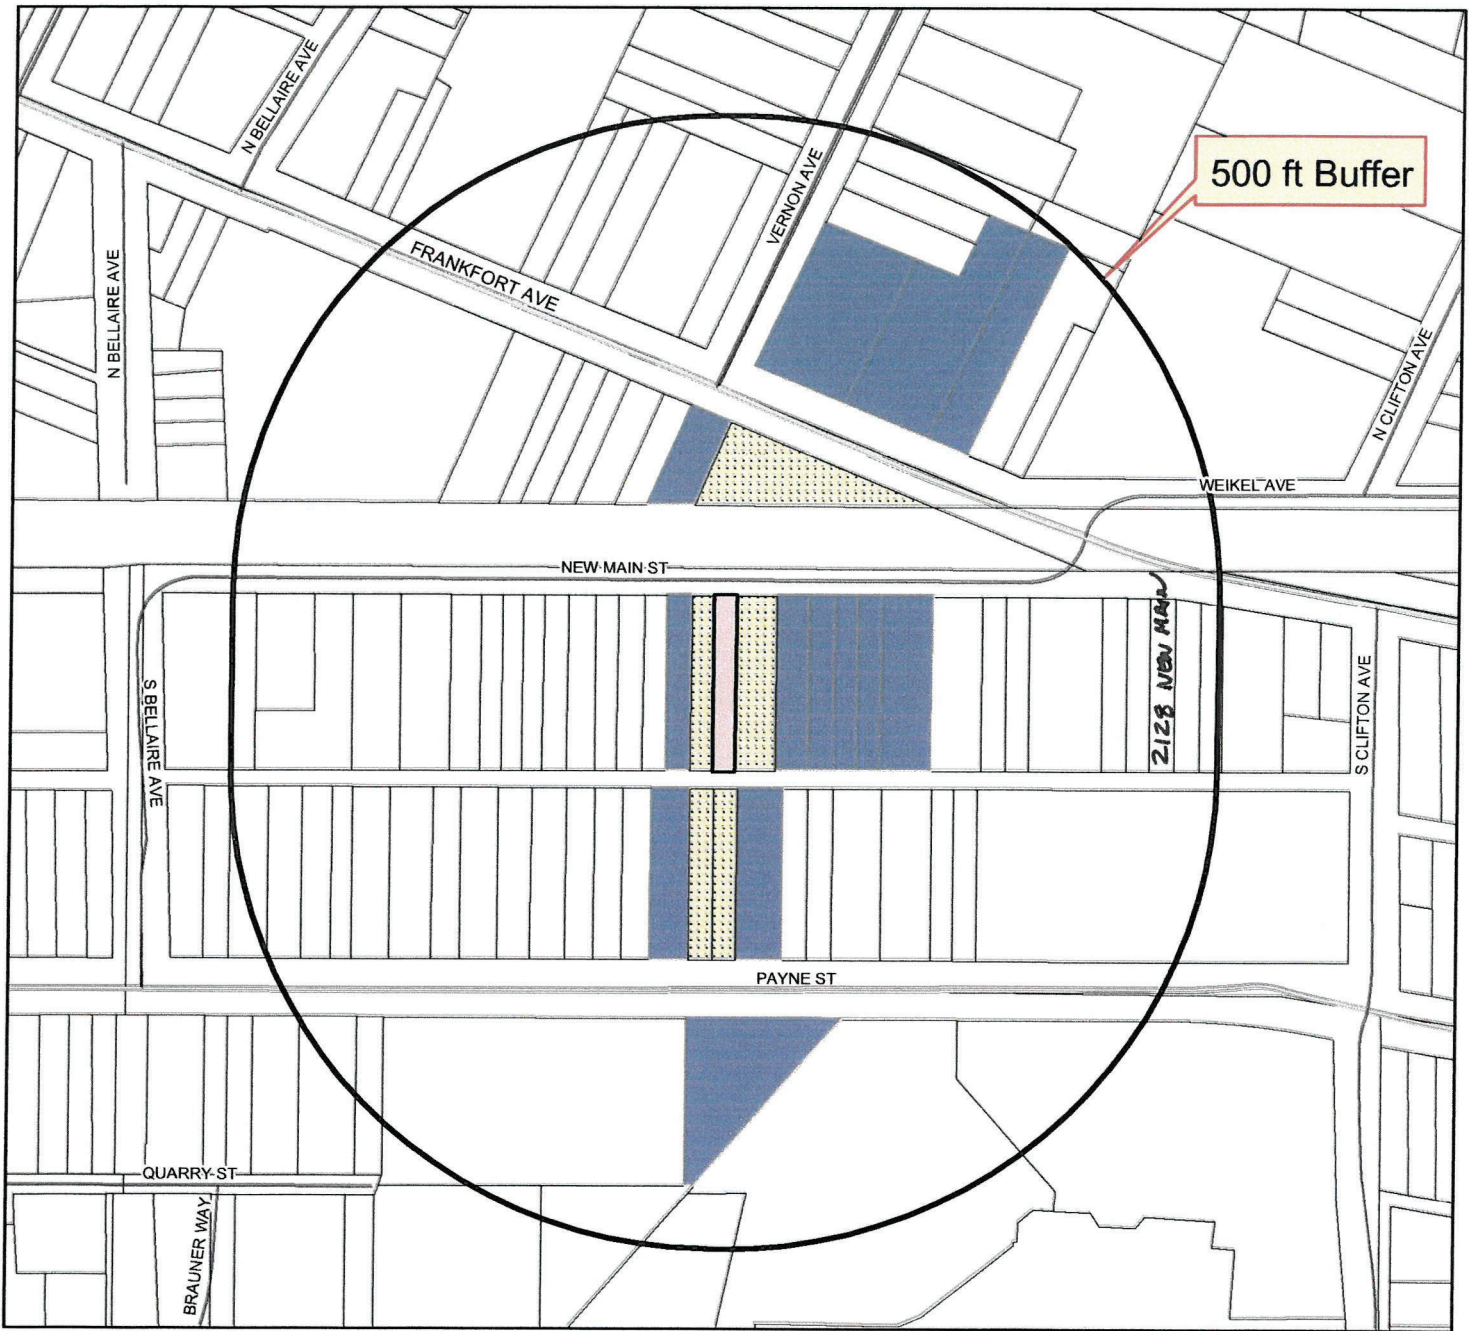 N BELLAIRE AVE
500 ft Buffer
VERNON AVE
FRANKFORT AVE
N BELLAIRE AVE
N CLIFTON AVE
WEIKEL AVE
NEW MAIN ST
2128 NEW MAIN
S BELLAIRE AVE
S CLIFTON AVE
PAYNE ST
QUARRY ST
BRAUNER WAY